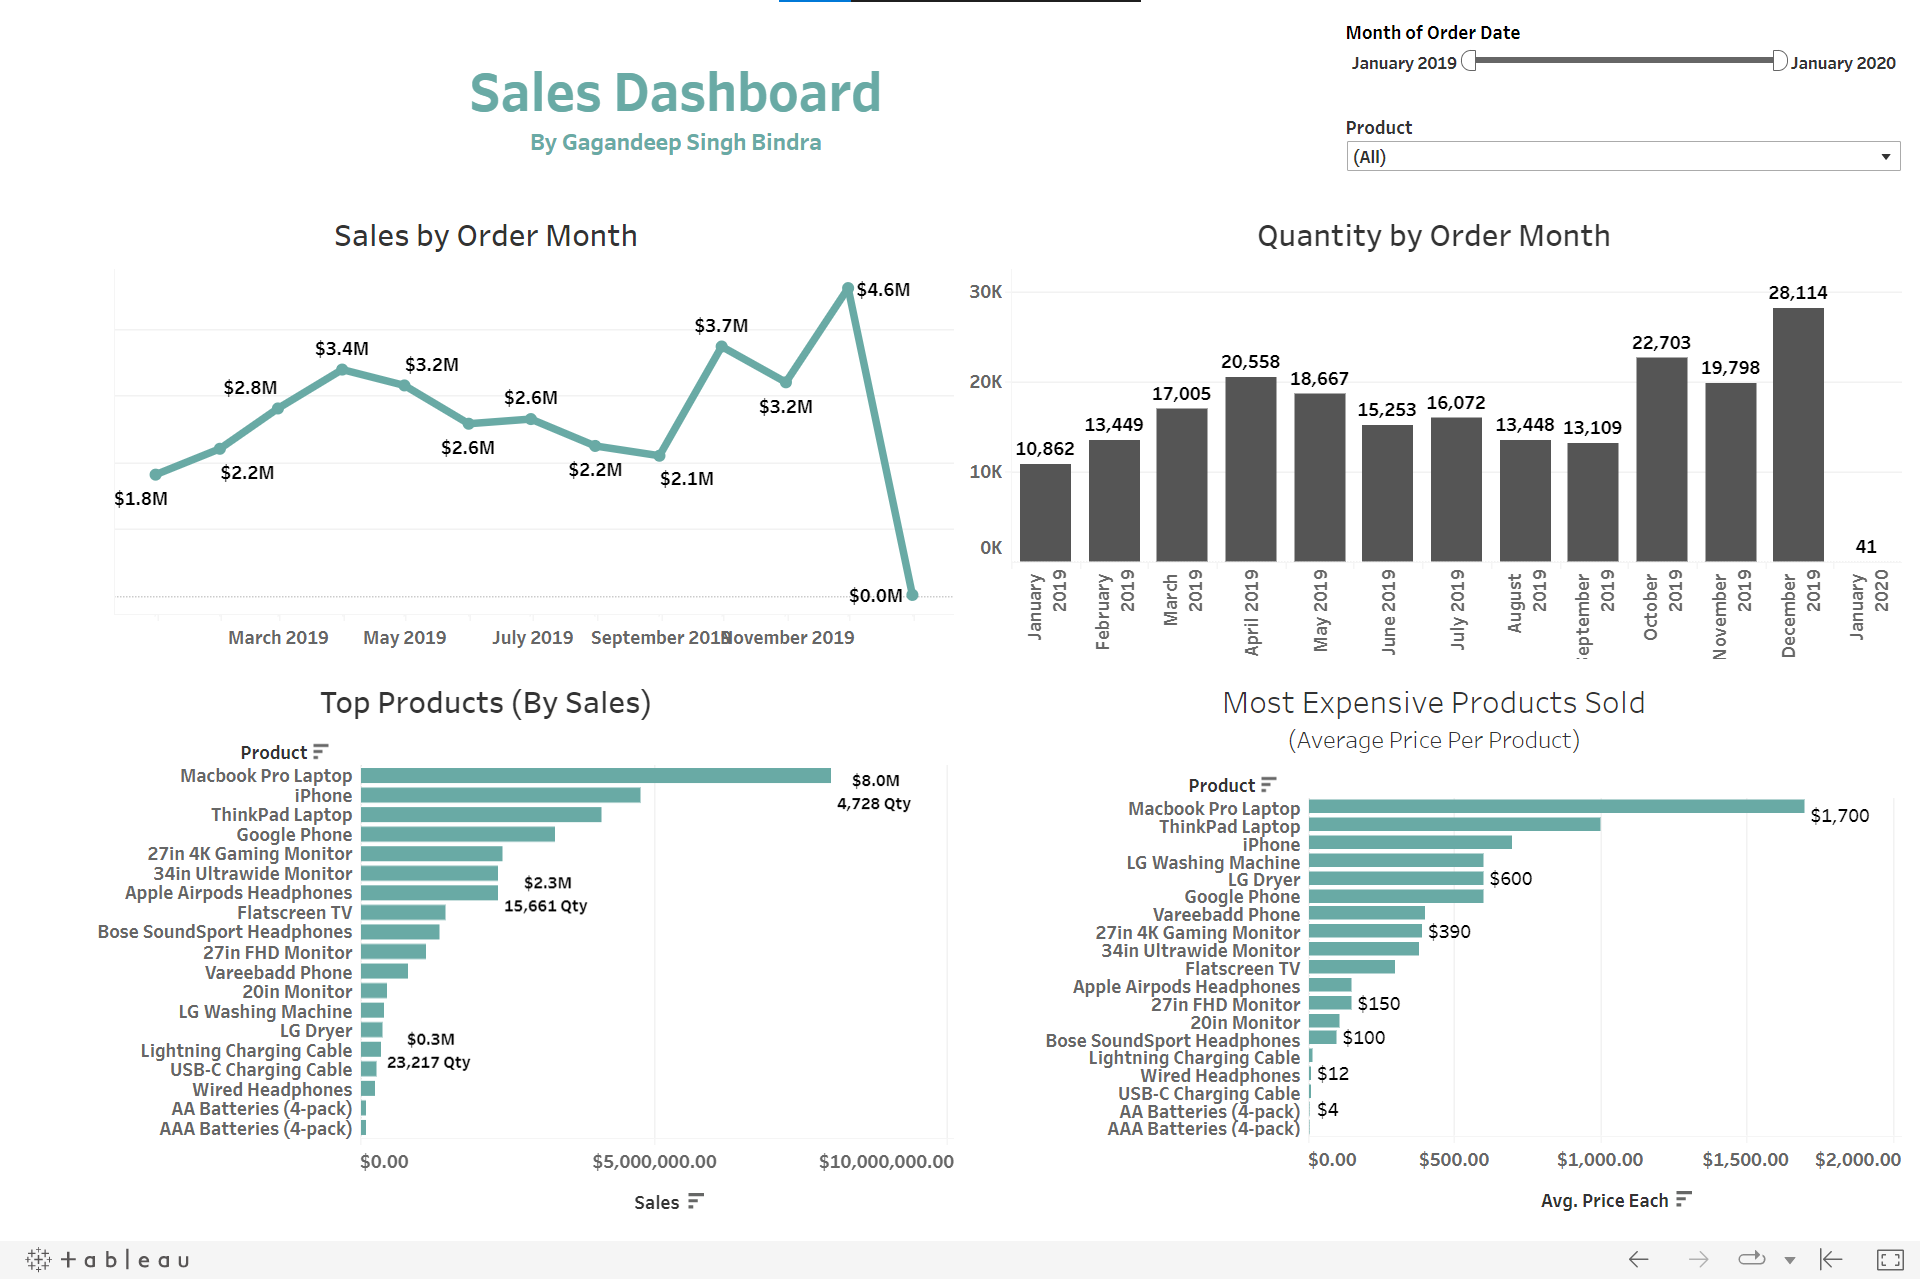 Month of Order Date
January 2019 January 2020
Sales Dashboard
By Gagandeep Singh Bindra
Product
(All)
Sales by Order Month
$1.8M
$2.2M
$2.8M
$3.4M
$3.2M
$2.6M
$2.6M
$2.2M
$2.1M
$3.7M
$3.2M
$4.6M
$0.0M
March 2019 May 2019 July 2019 September 2019 November 2019
Quantity by Order Month
30K
20K
10K
0K
10,862
13,449
17,005
20,558
18,667
15,253
16,072
13,448
13,109
22,703
19,798
28,114
41
January 2019
February 2019
March 2019
April 2019
May 2019
June 2019
July 2019
August 2019
September 2019
October 2019
November 2019
December 2019
January 2020
Top Products (By Sales)
Product
Macbook Pro Laptop
iPhone
ThinkPad Laptop
Google Phone
27in 4K Gaming Monitor
34in Ultrawide Monitor
Apple Airpods Headphones
Flatscreen TV
Bose SoundSport Headphones
27in FHD Monitor
Vareebadd Phone
20in Monitor
LG Washing Machine
LG Dryer
Lightning Charging Cable
USB-C Charging Cable
Wired Headphones
AA Batteries (4-pack)
AAA Batteries (4-pack)
$8.0M
4,728 Qty
$2.3M
15,661 Qty
$0.3M
23,217 Qty
$0.00 $5,000,000.00 $10,000,000.00
Sales
Most Expensive Products Sold
(Average Price Per Product)
Product
Macbook Pro Laptop
ThinkPad Laptop
iPhone
LG Washing Machine
LG Dryer
Google Phone
Vareebadd Phone
27in 4K Gaming Monitor
34in Ultrawide Monitor
Flatscreen TV
Apple Airpods Headphones
27in FHD Monitor
20in Monitor
Bose SoundSport Headphones
Lightning Charging Cable
Wired Headphones
USB-C Charging Cable
AA Batteries (4-pack)
AAA Batteries (4-pack)
$1,700
$600
$390
$150
$100
$12
$4
$0.00 $500.00 $1,000.00 $1,500.00 $2,000.00
Avg. Price Each
+ableau